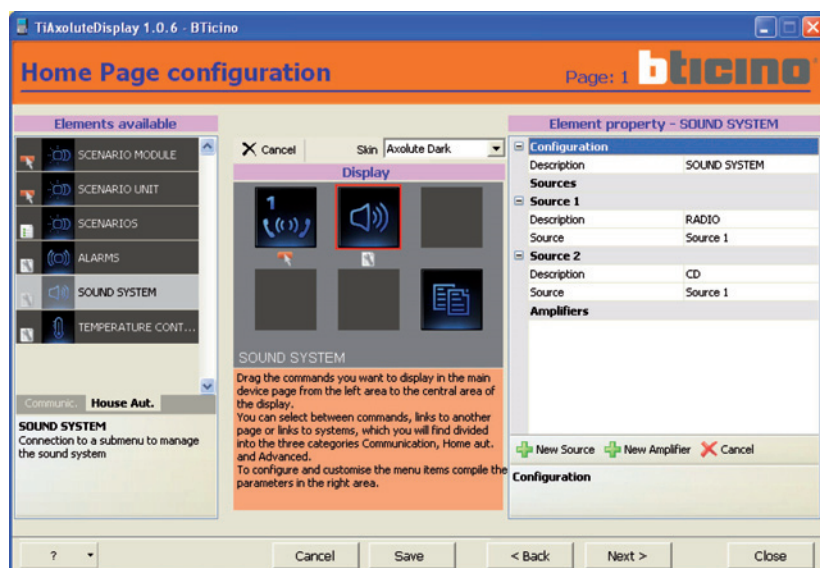 TiAxoluteDisplay 1.0.6 - BTicino
Home Page configuration
Page: 1
bticino
Elements available
SCENARIO MODULE
SCENARIO UNIT
SCENARIOS
ALARMS
SOUND SYSTEM
TEMPERATURE CONT...
Communic.
House Aut.
SOUND SYSTEM
Connection to a submenu to manage
the sound system
Cancel
Skin
Axolute Dark
Display
1
SOUND SYSTEM
Drag the commands you want to display in the main
device page from the left area to the central area of
the display.
You can select between commands, links to another
page or links to systems, which you will find divided
into the three categories Communication, Home aut.
and Advanced.
To configure and customise the menu items compile the
parameters in the right area.
Element property - SOUND SYSTEM
Configuration
Description SOUND SYSTEM
Sources
Source 1
Description RADIO
Source Source 1
Source 2
Description CD
Source Source 1
Amplifiers
New Source New Amplifier Cancel
Configuration
? Cancel Save < Back Next > Close